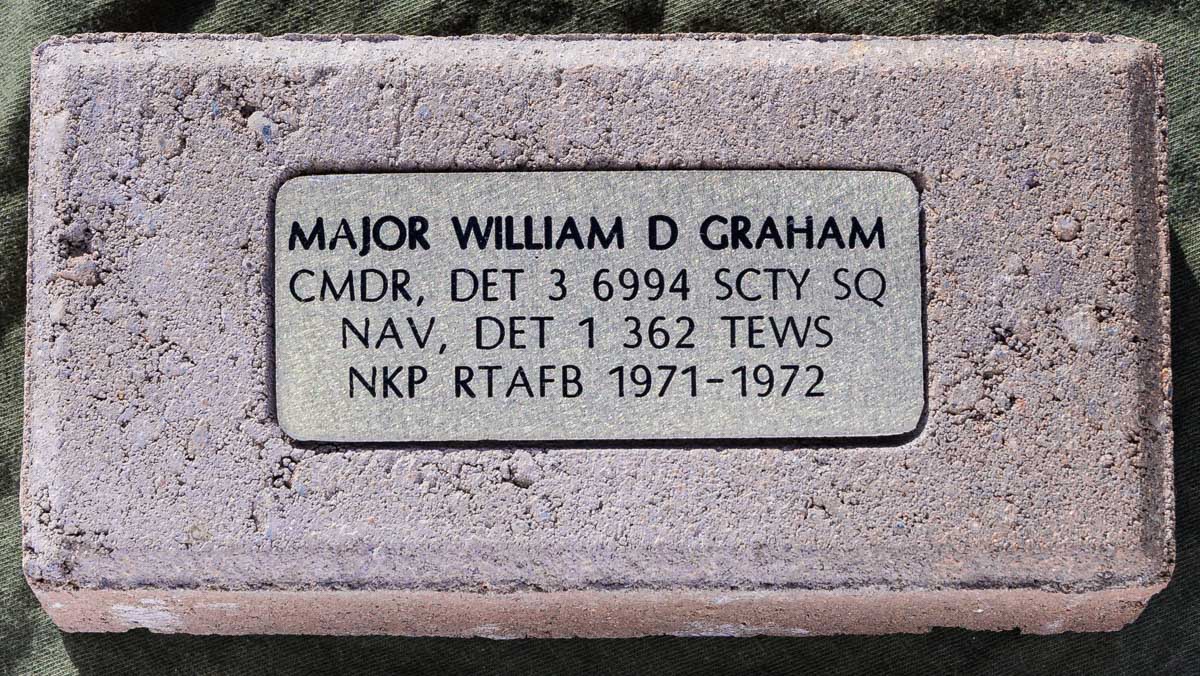 MAJOR WILLIAM D GRAHAM
CMDR, DET 3 6994 SCTY SQ
NAV, DET 1 362 TEWS
NKP RTAFB 1971-1972